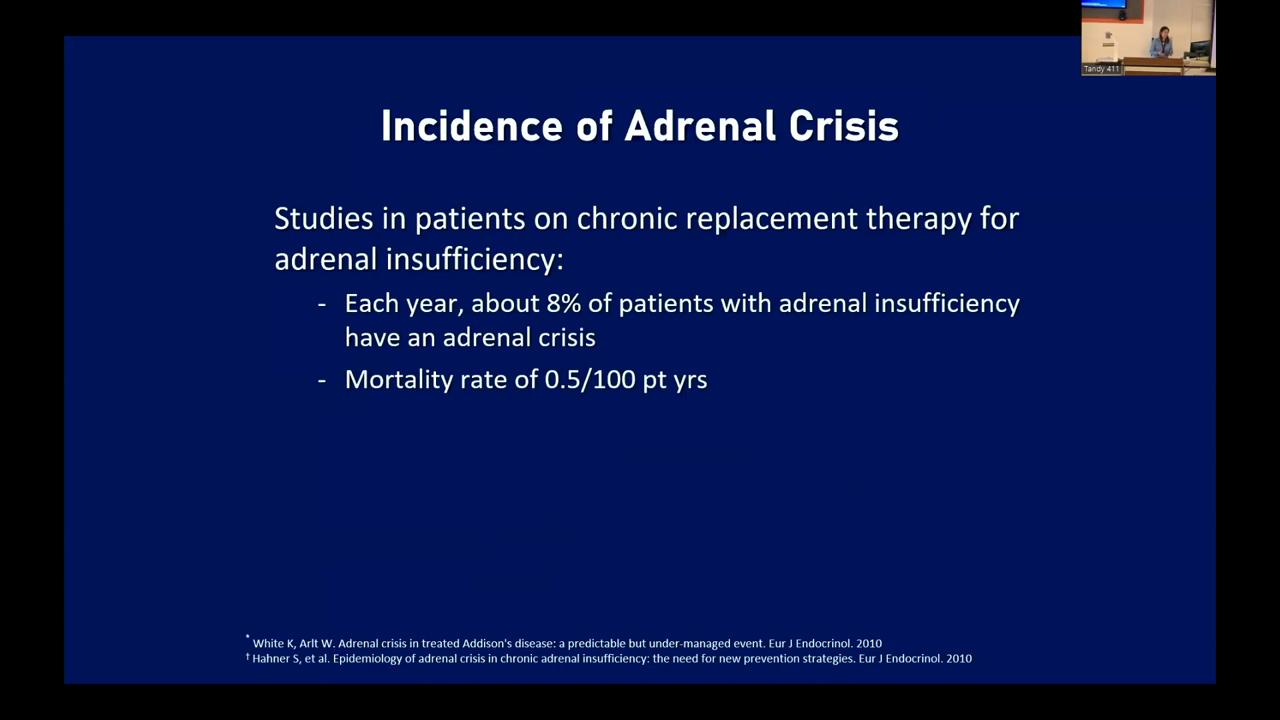 Tandy 411
Incidence of Adrenal Crisis
Studies in patients on chronic replacement therapy for
adrenal insufficiency:
- Each year, about 8% of patients with adrenal insufficiency
have an adrenal crisis
- Mortality rate of 0.5/100 pt yrs
* White K, Arlt W. Adrenal crisis in treated Addison's disease: a predictable but under-managed event. Eur J Endocrinol. 2010
† Hahner S, et al. Epidemiology of adrenal crisis in chronic adrenal insufficiency: the need for new prevention strategies. Eur J Endocrinol. 2010